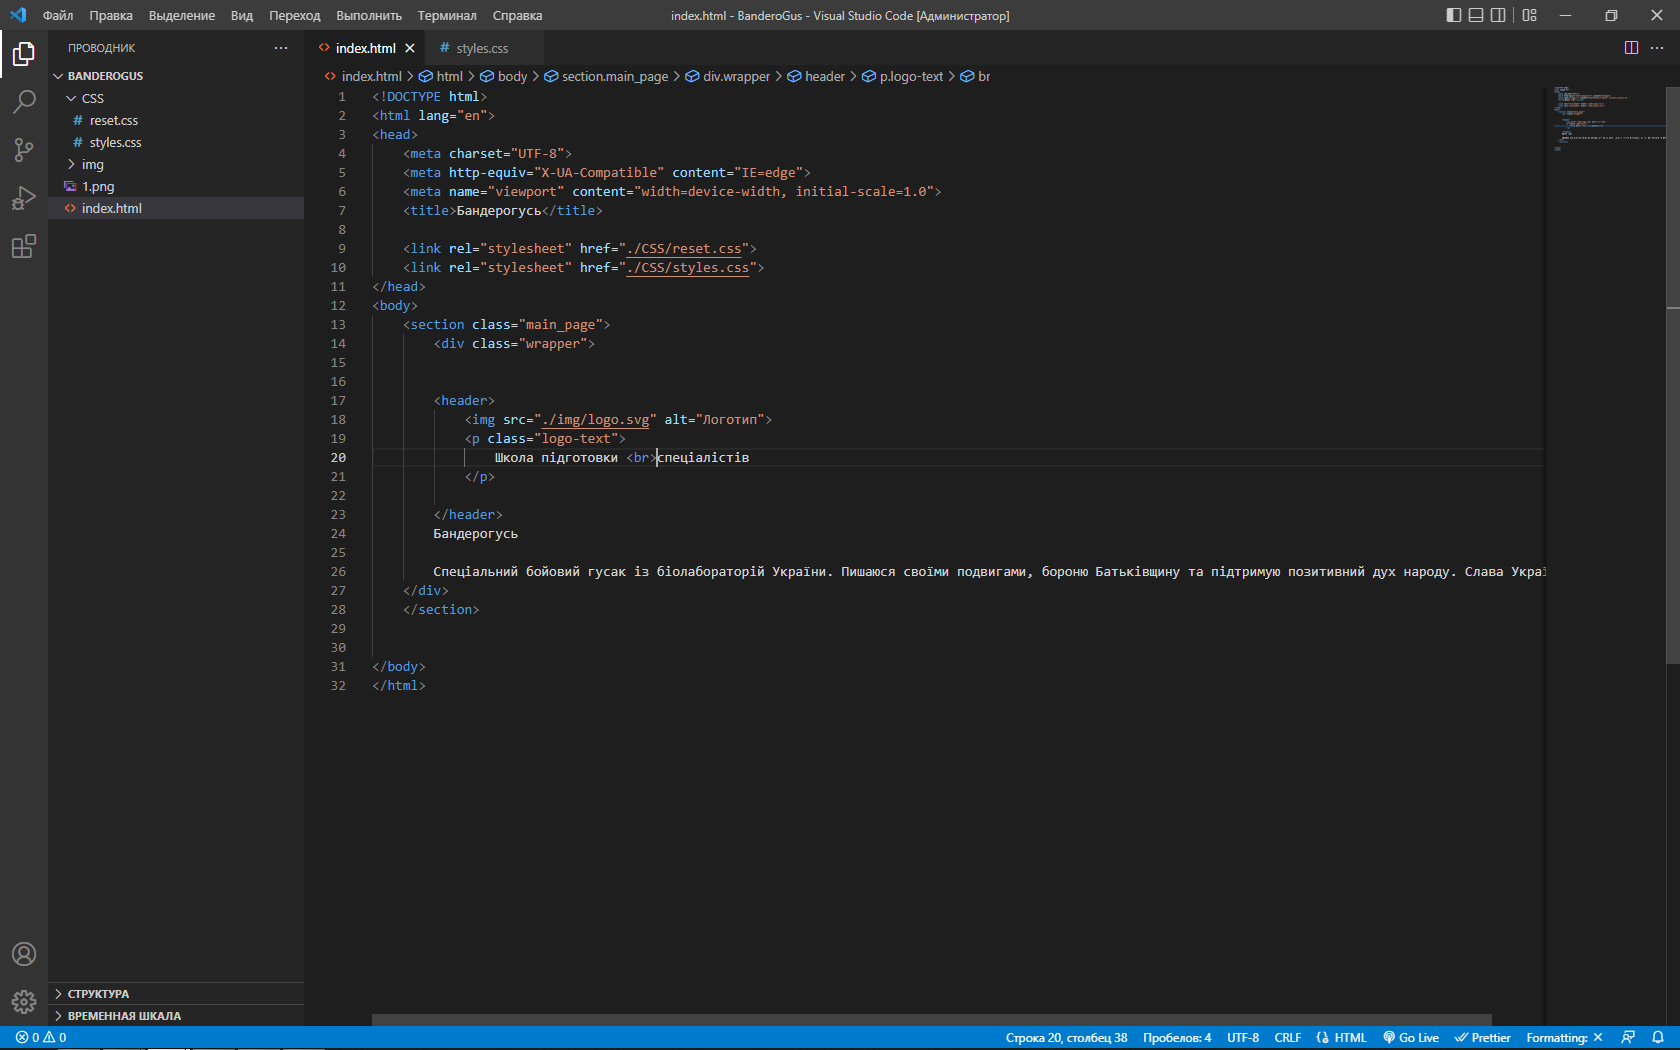 Файл Правка Выделение Вид Переход Выполнить Терминал Справка index.html - BanderoGus - Visual Studio Code [Администратор]
ПРОВОДНИК
BANDEROGUS
CSS
# reset.css
# styles.css
img
1.png
index.html
СТРУКТУРА
ВРЕМЕННАЯ ШКАЛА
index.html # styles.css
index.html > html > body > section.main_page > div.wrapper > header > p.logo-text > br
1 <!DOCTYPE html>
2 <html lang="en">
3 <head>
4 <meta charset="UTF-8">
5 <meta http-equiv="X-UA-Compatible" content="IE=edge">
6 <meta name="viewport" content="width=device-width, initial-scale=1.0">
7 <title>Бандерогусь</title>
8
9 <link rel="stylesheet" href="./CSS/reset.css">
10 <link rel="stylesheet" href="./CSS/styles.css">
11 </head>
12 <body>
13 <section class="main_page">
14 <div class="wrapper">
15
16
17 <header>
18 <img src="./img/logo.svg" alt="Логотип">
19 <p class="logo-text">
20 Школа підготовки <br>спеціалістів
21 </p>
22
23 </header>
24 Бандерогусь
25
26 Спеціальний бойовий гусак із біолабораторій України. Пишаюся своїми подвигами, бороню Батьківщину та підтримую позитивний дух народу. Слава Украї
27 </div>
28 </section>
29
30
31 </body>
32 </html>
0 0 Строка 20, столбец 38 Пробелов: 4 UTF-8 CRLF HTML Go Live Prettier Formatting: ×